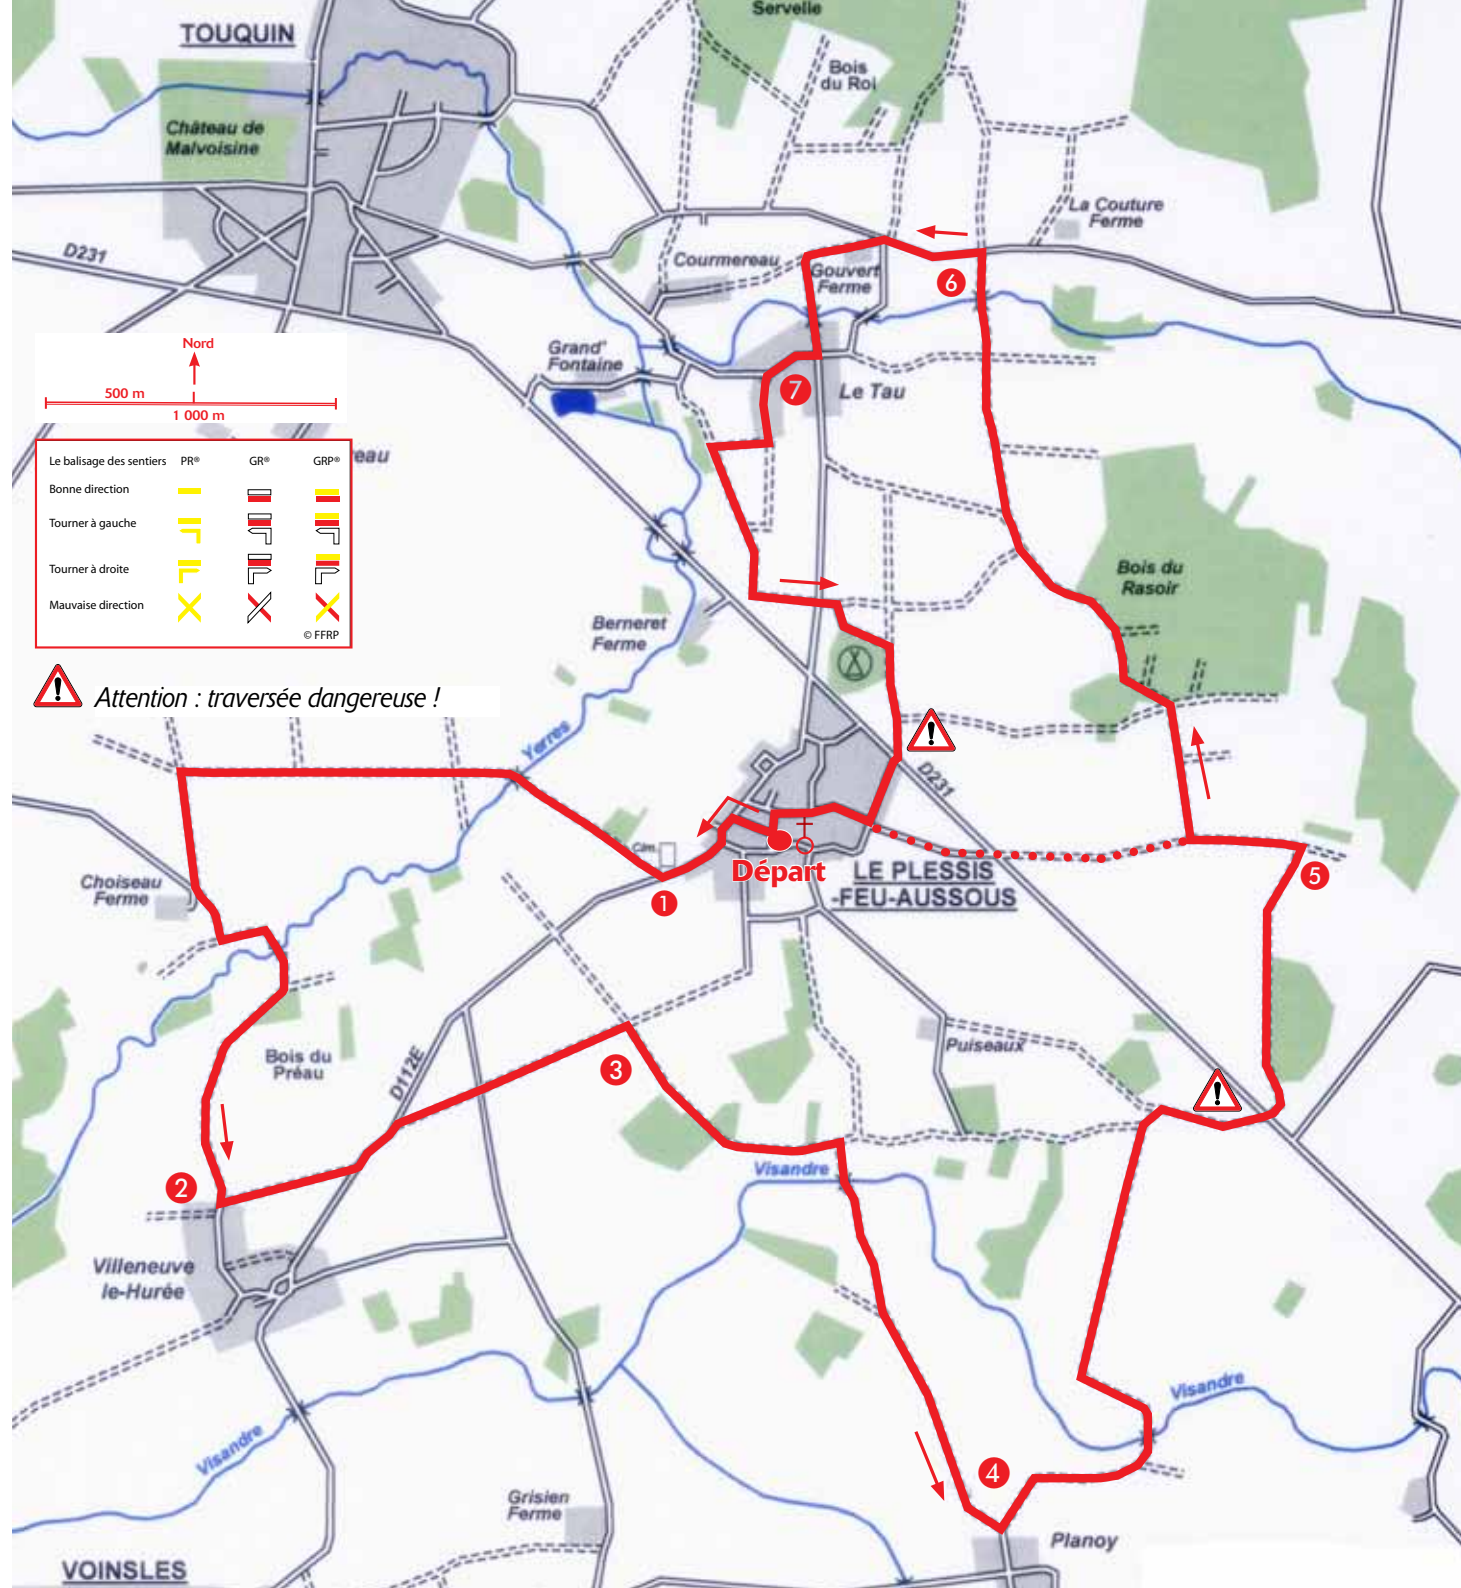 Servelle
TOUQUIN
Bois
du Roi
Château de
Malvoisine
La Couture
Ferme
D231
Courmereau
Gouvert
Ferme
6
Nord
500 m
1 000 m
Grand'
Fontaine
7
Le Tau
eau
Le balisage des sentiers PR® GR® GRP®
Bonne direction
Tourner à gauche
Tourner à droite
Mauvaise direction
© FFRP
Bois du
Rasoir
Berneret
Ferme
Attention : traversée dangereuse !
Yerres
D231
Cim.
Départ
LE PLESSIS
-FEU-AUSSOUS
5
Choiseau
Ferme
1
Puiseaux
Bois du
Préau
D112E
3
2
Visandre
Villeneuve
le-Hurée
Visandre
Visandre
4
Grisien
Ferme
Planoy
VOINSLES